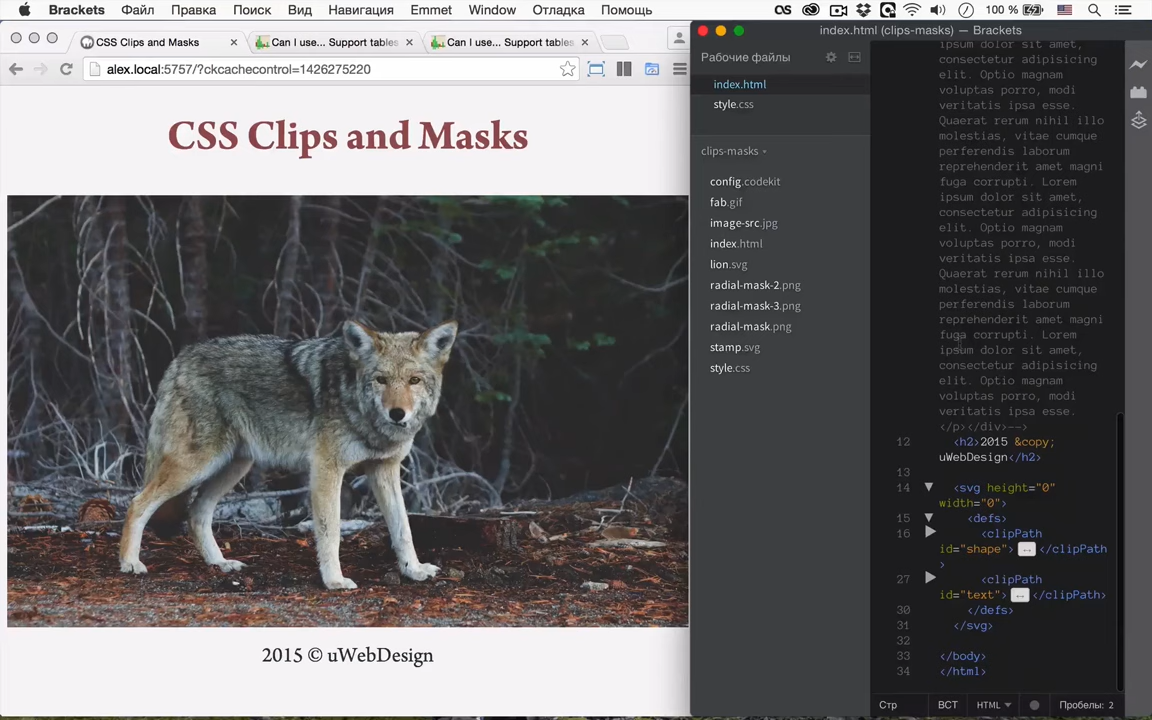 Brackets Файл Правка Поиск Вид Навигация Emmet Window Отладка Помощь 100 %
index.html (clips-masks) — Brackets
CSS Clips and Masks
Can I use... Support tables
Can I use... Support tables
alex.local:5757/?ckcachecontrol=1426275220
CSS Clips and Masks
2015 © uWebDesign
Рабочие файлы
index.html
style.css
clips-masks
config.codekit
fab.gif
image-src.jpg
index.html
lion.svg
radial-mask-2.png
radial-mask-3.png
radial-mask.png
stamp.svg
style.css
ipsum dolor sit amet,
consectetur adipisicing
elit. Optio magnam
voluptas porro, modi
veritatis ipsa esse.
Quaerat rerum nihil illo
molestias, vitae cumque
perferendis laborum
reprehenderit amet magni
fuga corrupti. Lorem
ipsum dolor sit amet,
consectetur adipisicing
elit. Optio magnam
voluptas porro, modi
veritatis ipsa esse.
Quaerat rerum nihil illo
molestias, vitae cumque
perferendis laborum
reprehenderit amet magni
fuga corrupti. Lorem
ipsum dolor sit amet,
consectetur adipisicing
elit. Optio magnam
voluptas porro, modi
veritatis ipsa esse.
</p></div>-->
12 <h2>2015 &copy;
uWebDesign</h2>
13
14 <svg height="0"
width="0">
15 <defs>
16 <clipPath
id="shape"> </clipPath
>
27 <clipPath
id="text"> </clipPath>
30 </defs>
31 </svg>
32
33 </body>
34 </html>
Стр ВСТ HTML Пробелы: 2